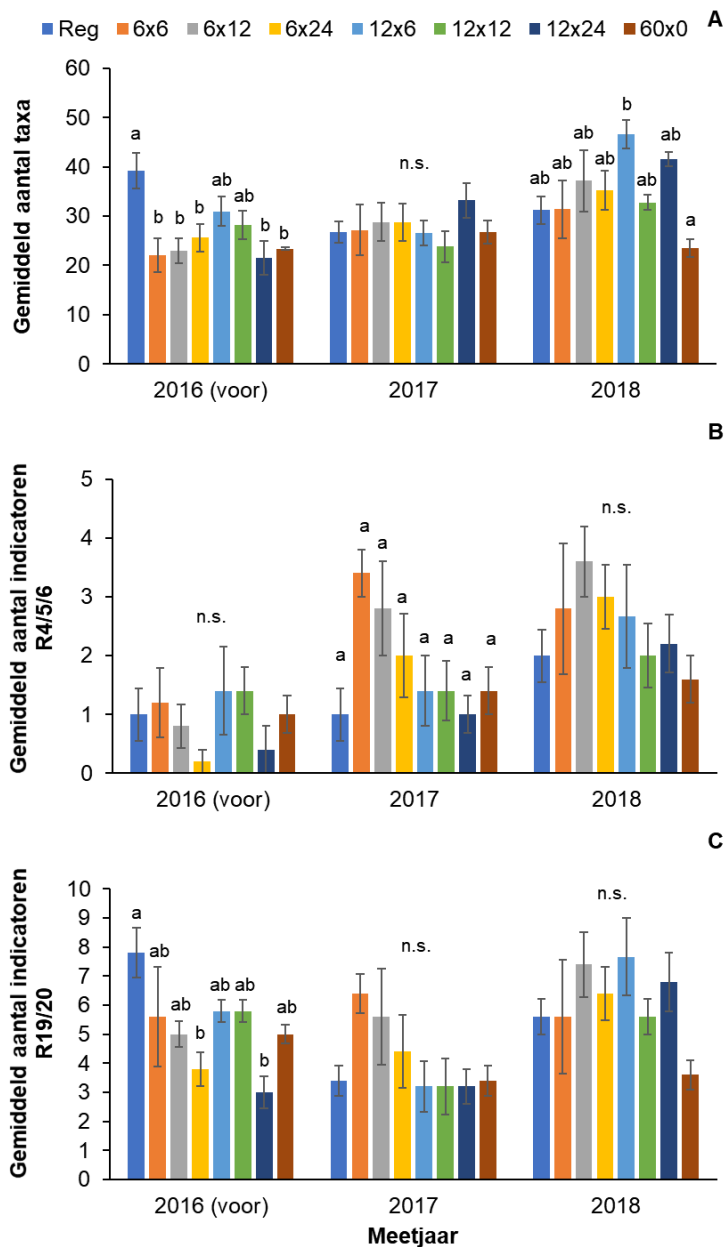 A
Reg 6x6 6x12 6x24 12x6 12x12 12x24 60x0
Gemiddeld aantal taxa
60
50
40
30
20
10
0
a b b b ab ab b b
n.s.
ab ab ab ab b ab ab a
2016 (voor) 2017 2018
B
Gemiddeld aantal indicatoren
R4/5/6
5
4
3
2
1
0
n.s.
a a a a a a a a
n.s.
2016 (voor) 2017 2018
C
Gemiddeld aantal indicatoren
R19/20
10
9
8
7
6
5
4
3
2
1
0
a ab ab b ab ab b ab
n.s.
n.s.
2016 (voor) 2017 2018
Meetjaar